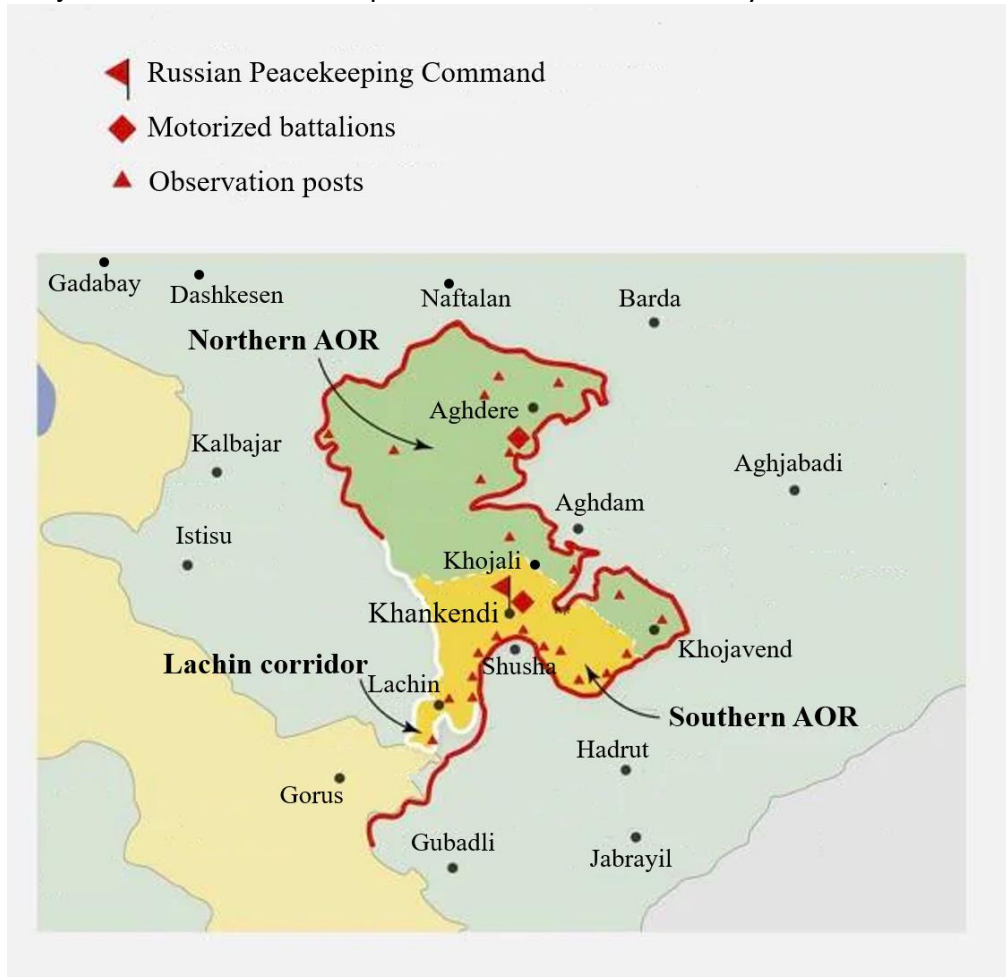 Russian Peacekeeping Command
Motorized battalions
Observation posts
Gadabay
Dashkesen
Naftalan
Barda
Northern AOR
Aghdere
Kalbajar
Aghjabadi
Istisu
Aghdam
Khojali
Khankendi
Khojavend
Shusha
Lachin corridor
Lachin
Southern AOR
Hadrut
Gorus
Gubadli
Jabrayil